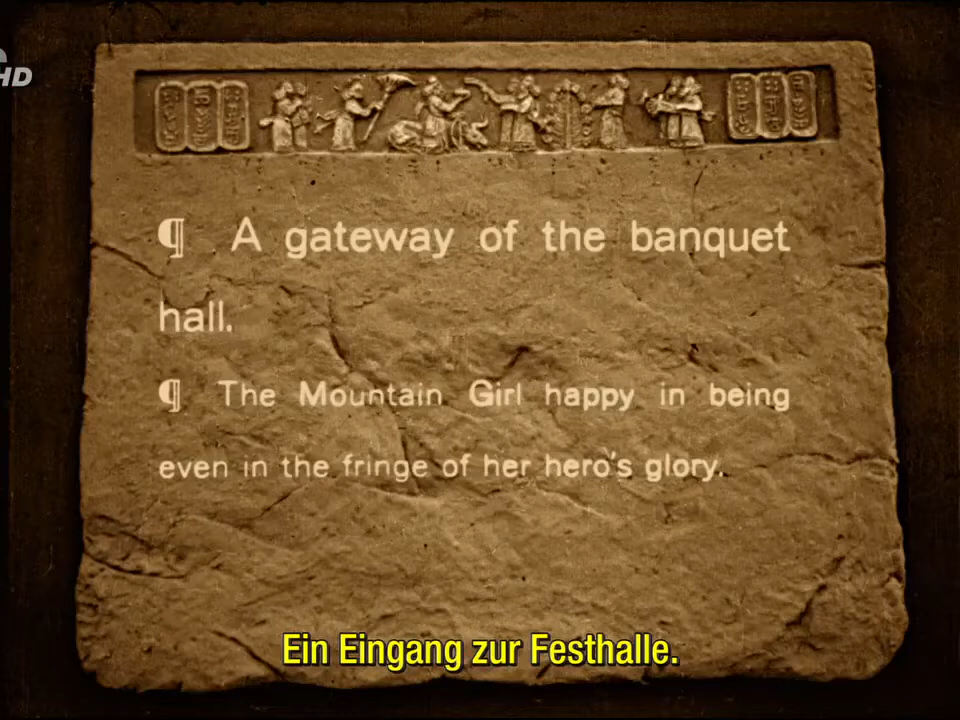 HD
¶ A gateway of the banquet
hall.
¶ The Mountain Girl happy in being
even in the fringe of her hero's glory.
Ein Eingang zur Festhalle.